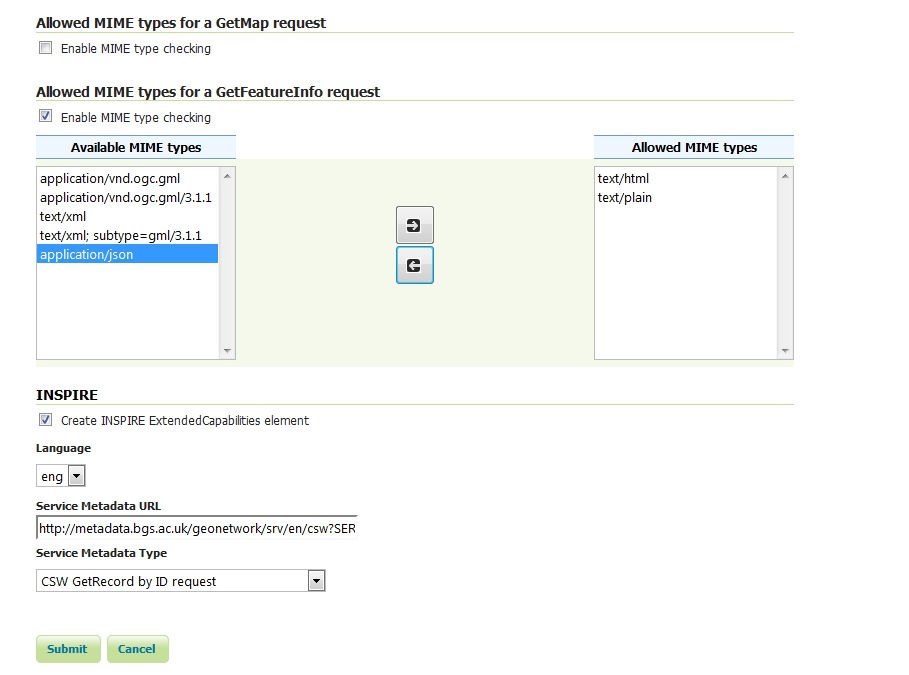 Allowed MIME types for a GetMap request
Enable MIME type checking
Allowed MIME types for a GetFeatureInfo request
Enable MIME type checking
Available MIME types
application/vnd.ogc.gml
application/vnd.ogc.gml/3.1.1
text/xml
text/xml; subtype=gml/3.1.1
application/json
Allowed MIME types
text/html
text/plain
INSPIRE
Create INSPIRE ExtendedCapabilities element
Language
eng
Service Metadata URL
http://metadata.bgs.ac.uk/geonetwork/srv/en/csw?SER
Service Metadata Type
CSW GetRecord by ID request
Submit Cancel